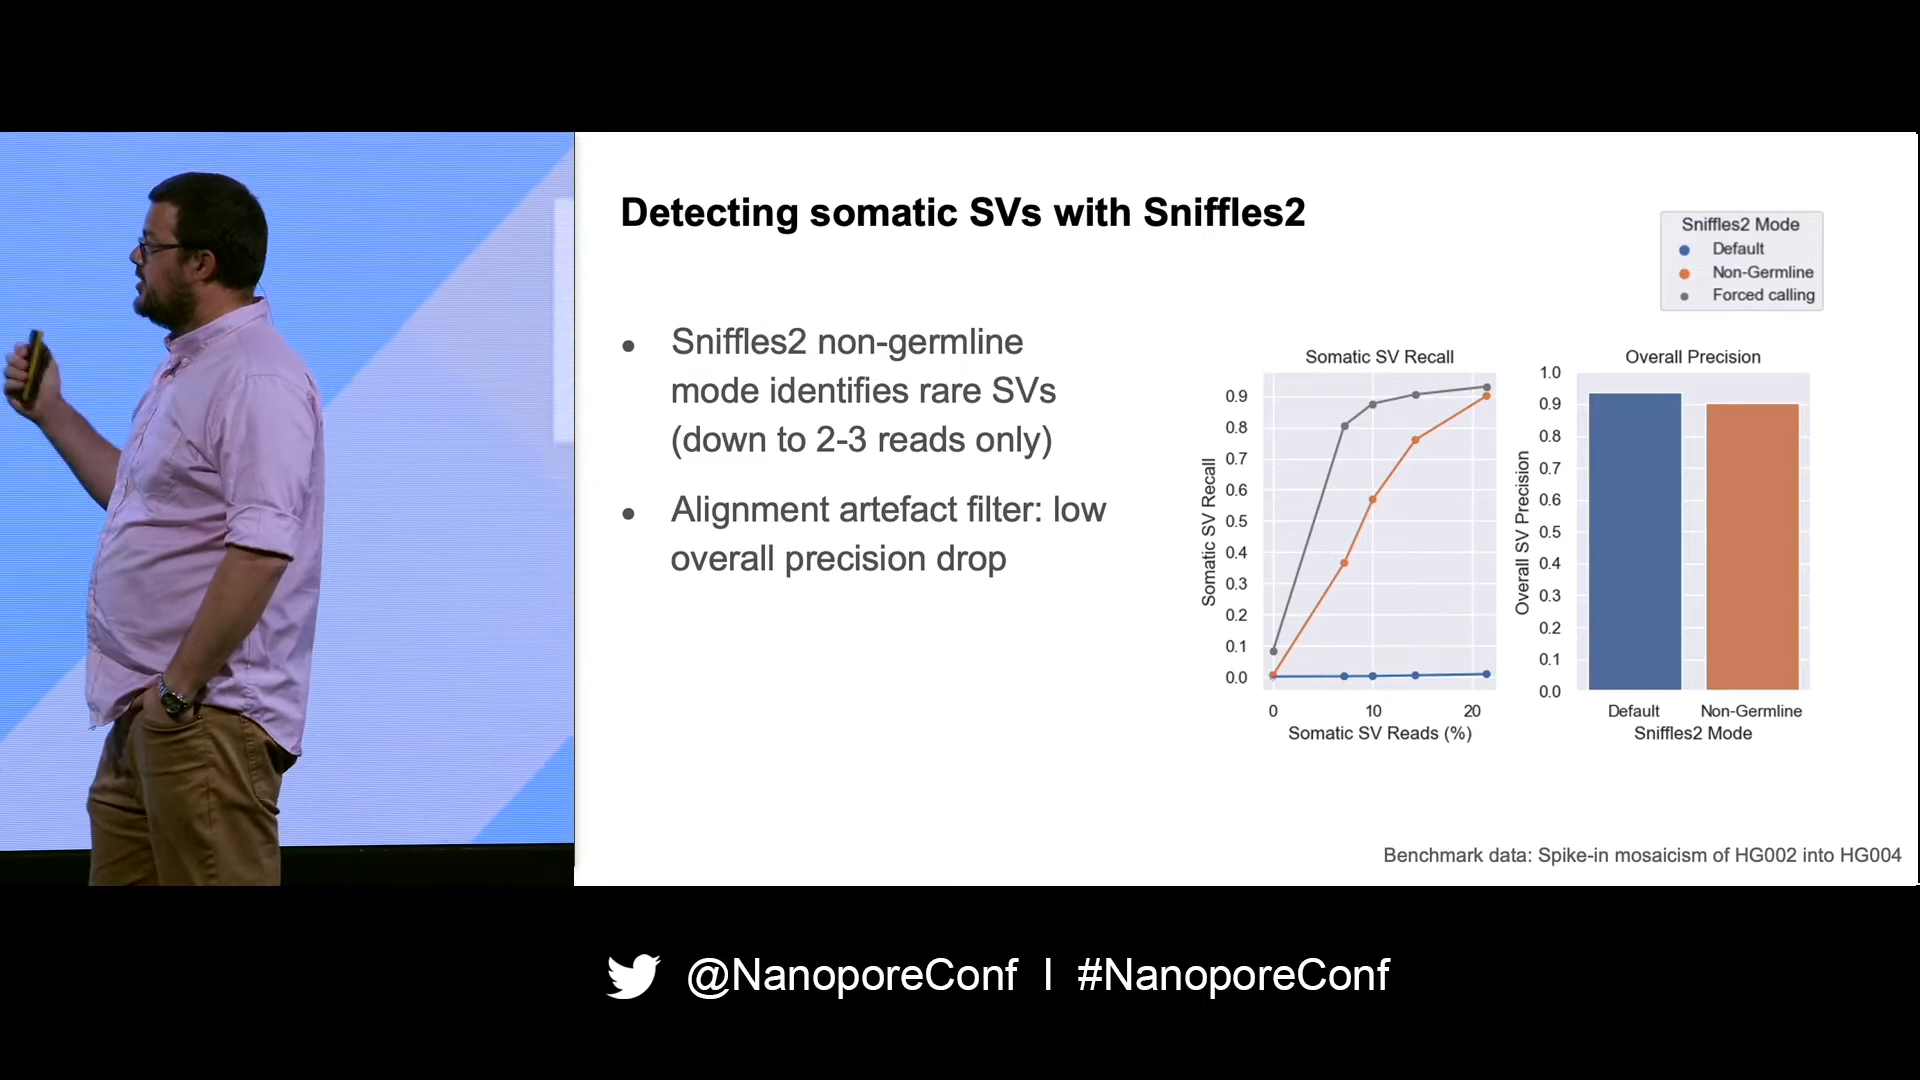 Detecting somatic SVs with Sniffles2
Sniffles2 Mode
Default
Non-Germline
Forced calling
● Sniffles2 non-germline
mode identifies rare SVs
(down to 2-3 reads only)
● Alignment artefact filter: low
overall precision drop
Somatic SV Recall
Somatic SV Recall
0.9
0.8
0.7
0.6
0.5
0.4
0.3
0.2
0.1
0.0
0 10 20
Somatic SV Reads (%)
Overall Precision
Overall SV Precision
1.0
0.9
0.8
0.7
0.6
0.5
0.4
0.3
0.2
0.1
0.0
Default Non-Germline
Sniffles2 Mode
Benchmark data: Spike-in mosaicism of HG002 into HG004
@NanoporeConf | #NanoporeConf